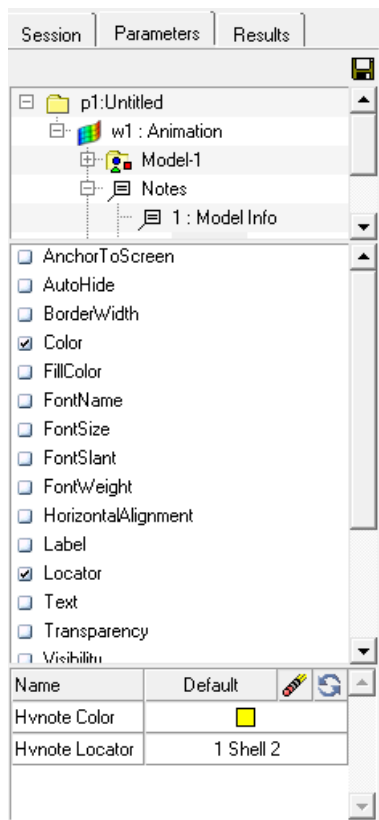 Session Parameters Results
p1:Untitled
w1 : Animation
Model-1
Notes
1 : Model Info
AnchorToScreen
AutoHide
BorderWidth
Color
FillColor
FontName
FontSize
FontSlant
FontWeight
HorizontalAlignment
Label
Locator
Text
Transparency
Visibility
Name Default
Hvnote Color
Hvnote Locator 1 Shell 2